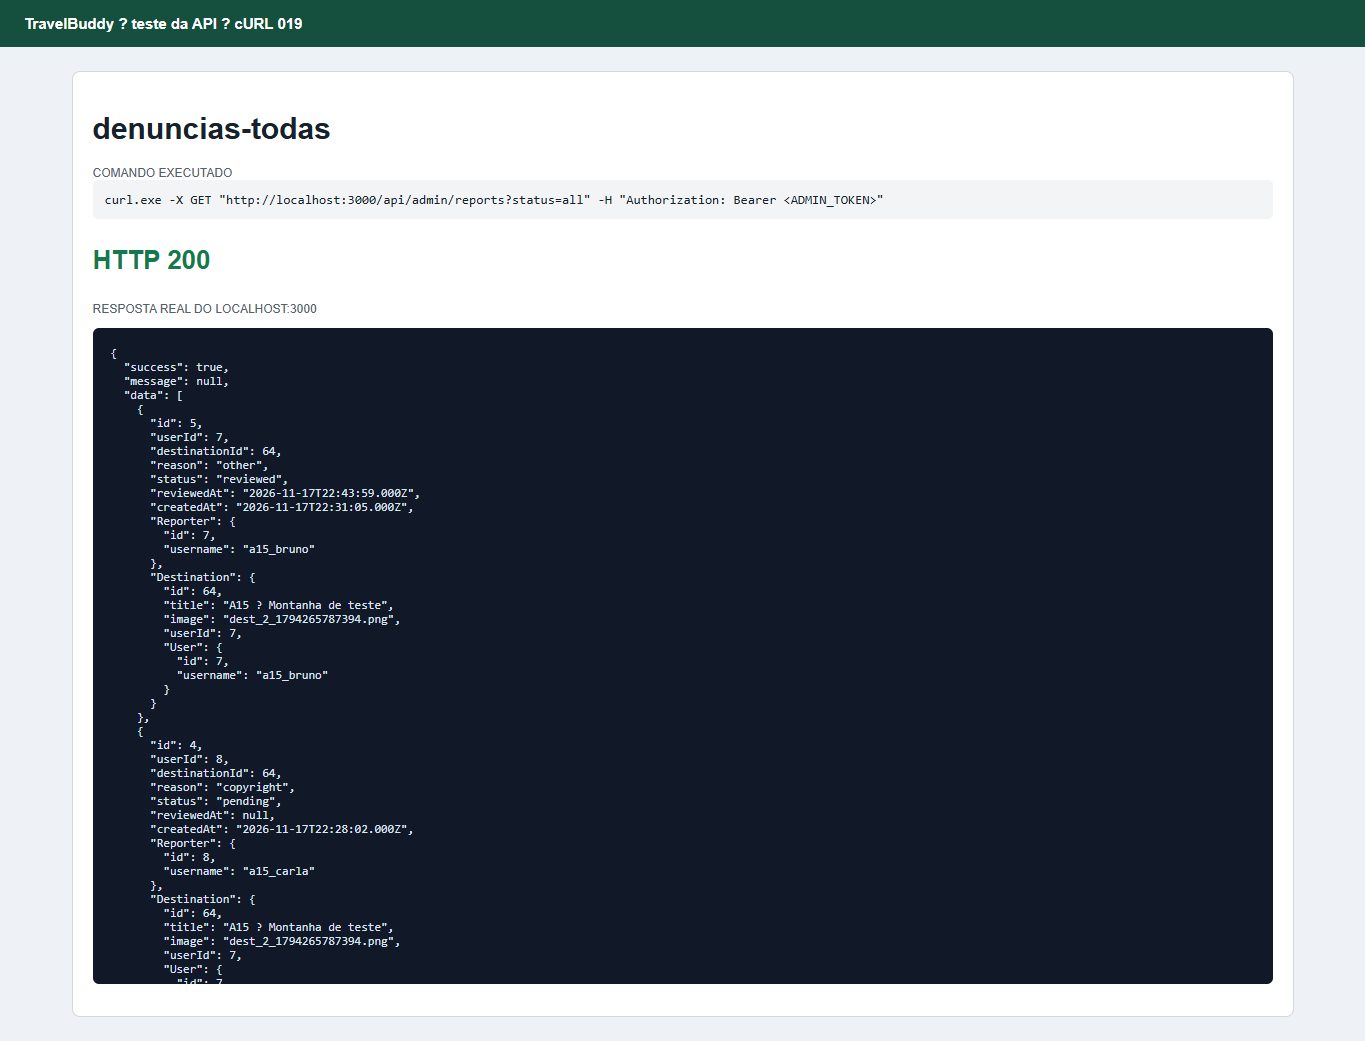 TravelBuddy ? teste da API ? cURL 019
denuncias-todas
COMANDO EXECUTADO
curl.exe -X GET "http://localhost:3000/api/admin/reports?status=all" -H "Authorization: Bearer <ADMIN_TOKEN>"
HTTP 200
RESPOSTA REAL DO LOCALHOST:3000
{
  "success": true,
  "message": null,
  "data": [
    {
      "id": 5,
      "userId": 7,
      "destinationId": 64,
      "reason": "other",
      "status": "reviewed",
      "reviewedAt": "2026-11-17T22:43:59.000Z",
      "createdAt": "2026-11-17T22:31:05.000Z",
      "Reporter": {
        "id": 7,
        "username": "a15_bruno"
      },
      "Destination": {
        "id": 64,
        "title": "A15 ? Montanha de teste",
        "image": "dest_2_1794265787394.png",
        "userId": 7,
        "User": {
          "id": 7,
          "username": "a15_bruno"
        }
      }
    },
    {
      "id": 4,
      "userId": 8,
      "destinationId": 64,
      "reason": "copyright",
      "status": "pending",
      "reviewedAt": null,
      "createdAt": "2026-11-17T22:28:02.000Z",
      "Reporter": {
        "id": 8,
        "username": "a15_carla"
      },
      "Destination": {
        "id": 64,
        "title": "A15 ? Montanha de teste",
        "image": "dest_2_1794265787394.png",
        "userId": 7,
        "User": {
          "id": 7